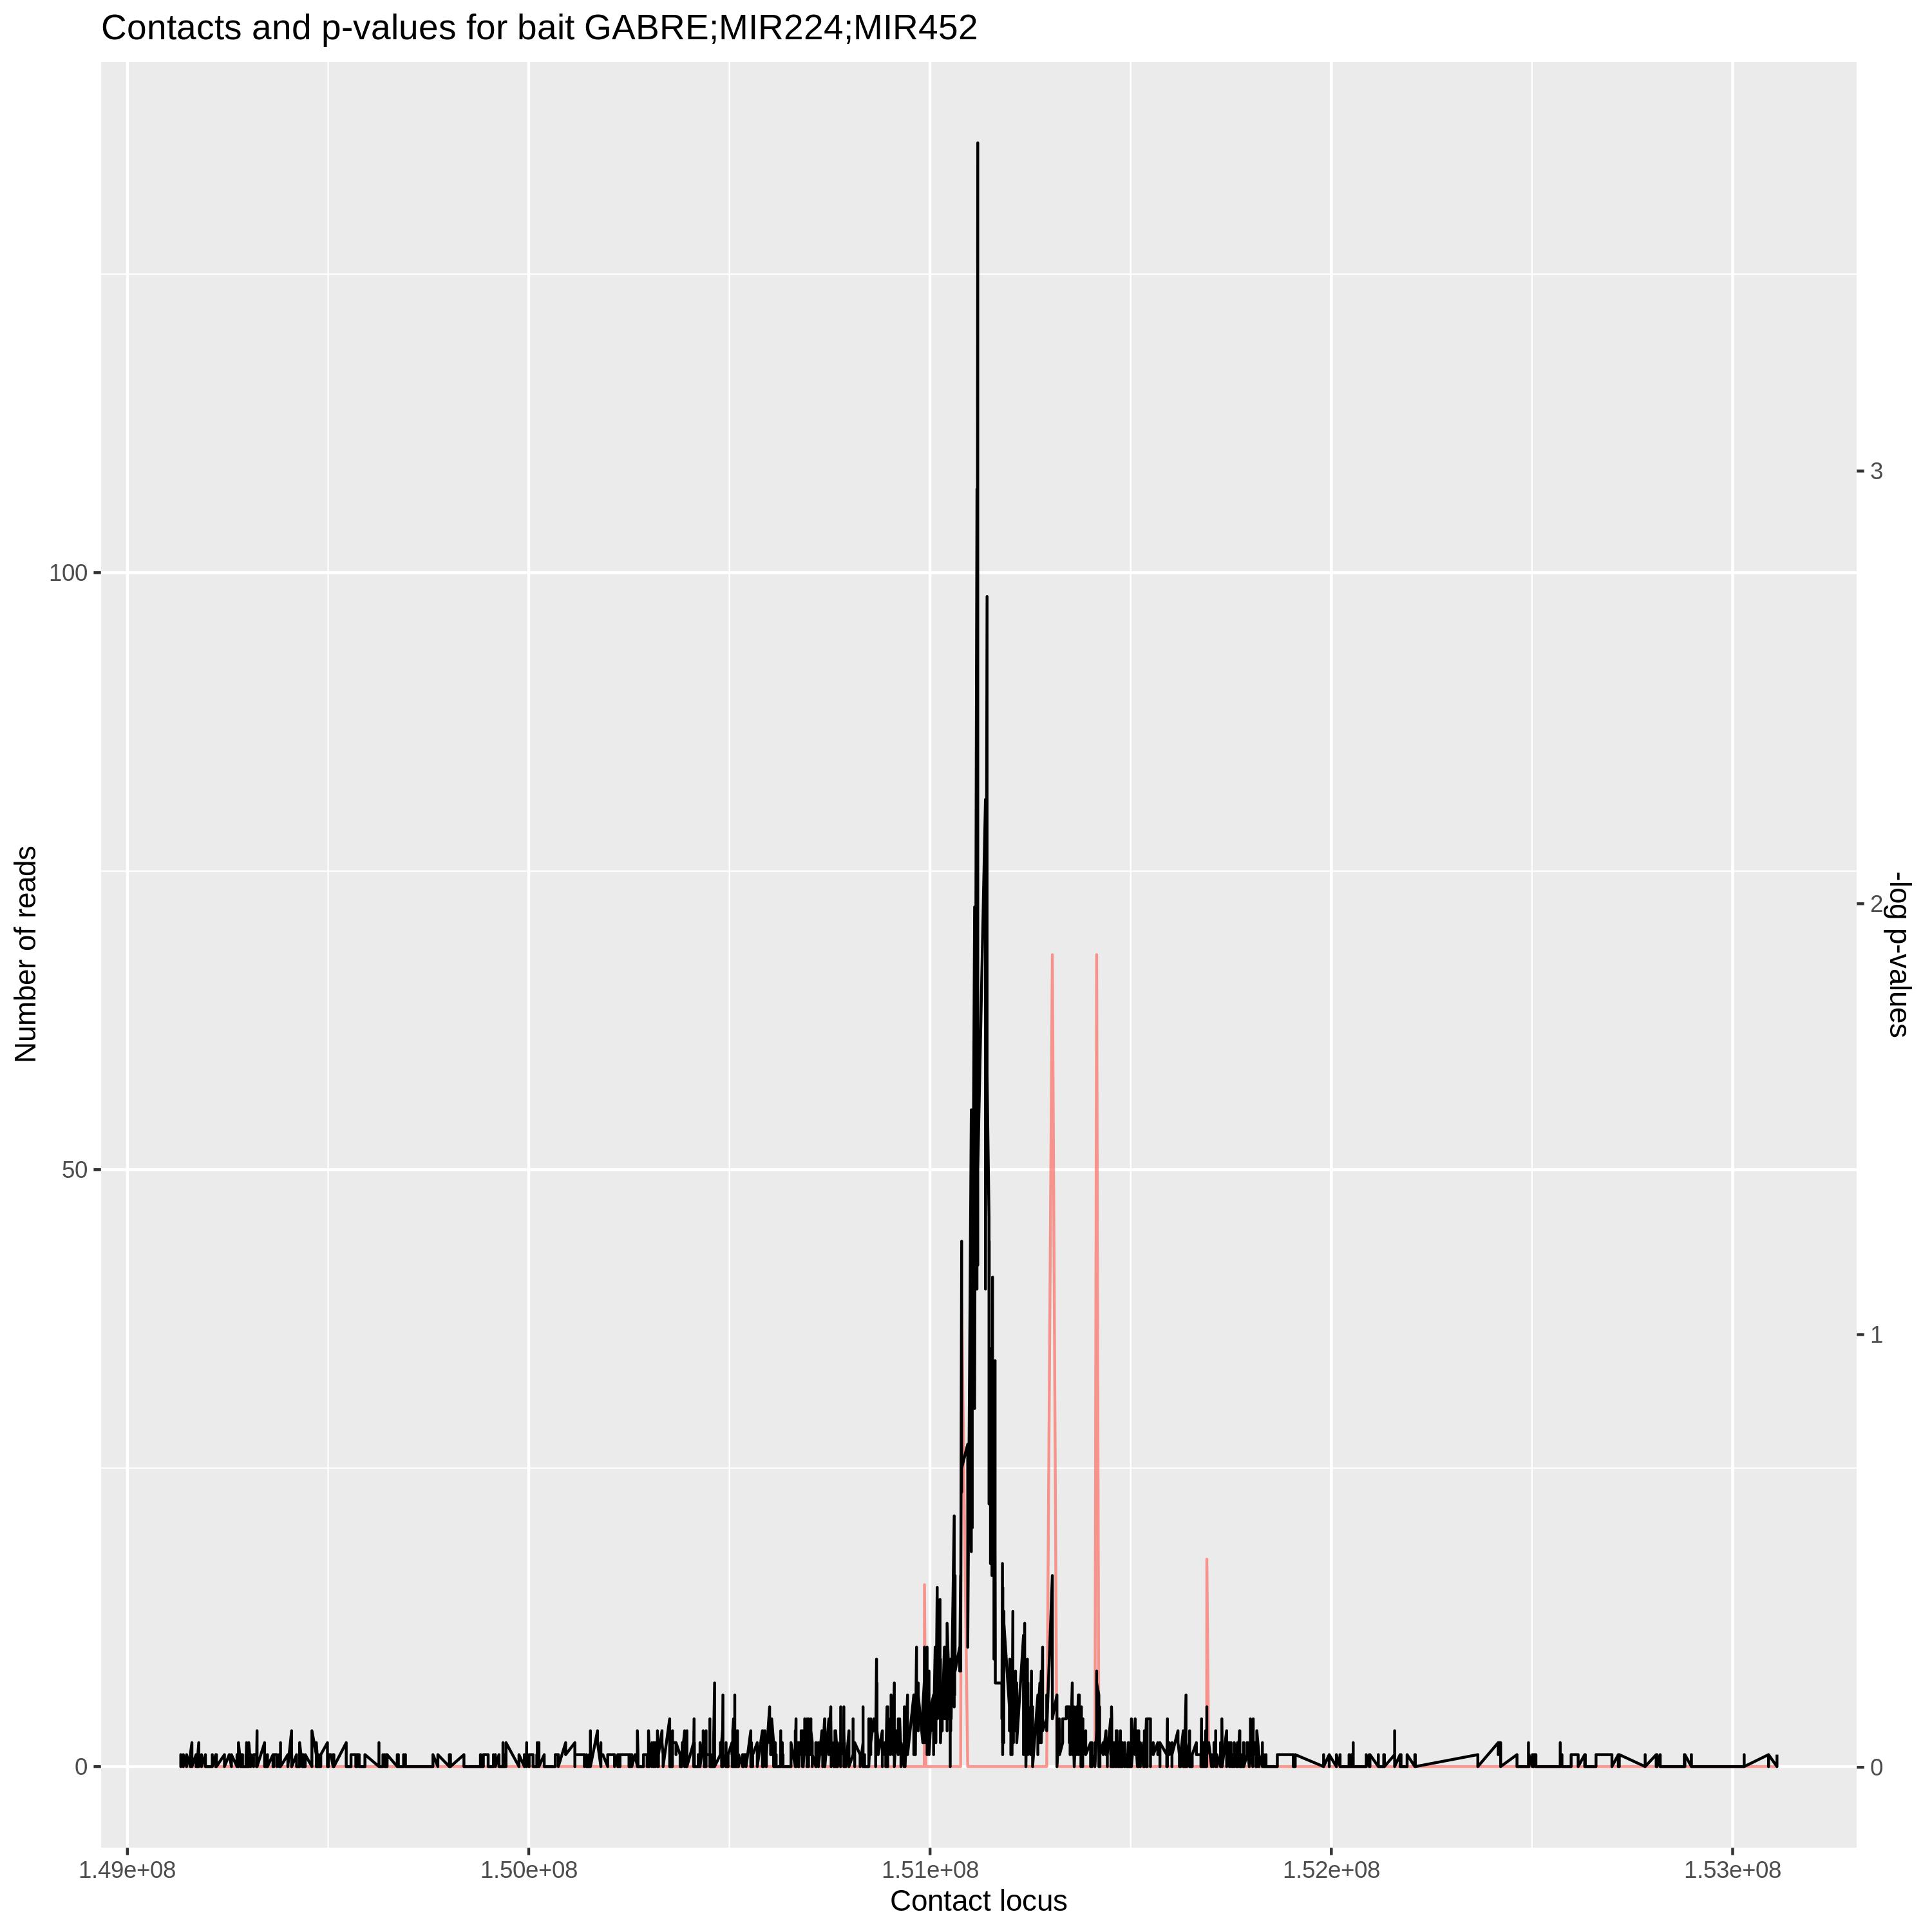 Contacts and p-values for bait GABRE;MIR224;MIR452
Number of reads
100
50
0
3
2
1
0
-log p-values
1.49e+08
1.50e+08
1.51e+08
1.52e+08
1.53e+08
Contact locus